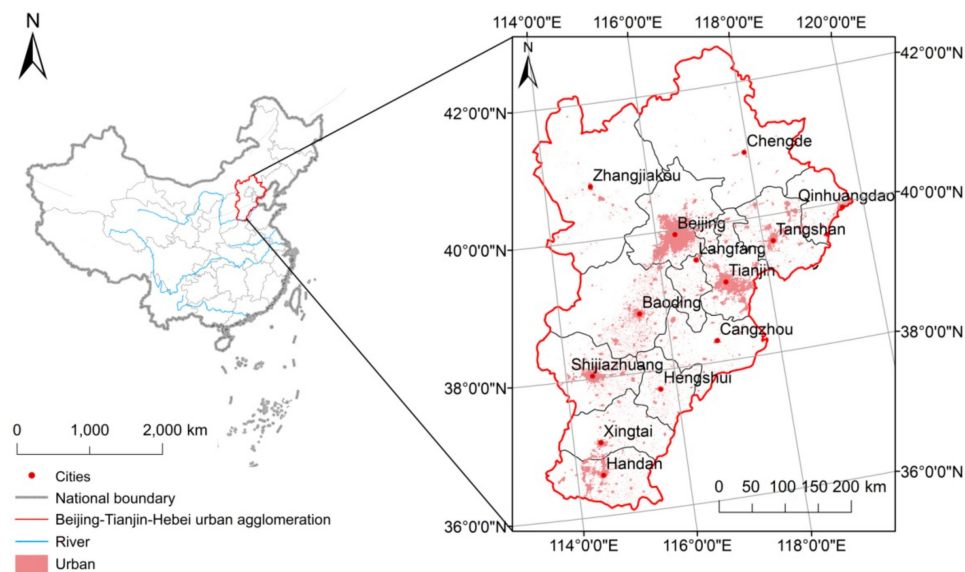 N
0 1,000 2,000 km
Cities
National boundary
Beijing-Tianjin-Hebei urban agglomeration
River
Urban
114°0'0"E 116°0'0"E 118°0'0"E 120°0'0"E
N
42°0'0"N
42°0'0"N
Chengde
Zhangjiakou
Qinhuangdao
40°0'0"N
Beijing
Tangshan
Langfang
40°0'0"N
Tianjin
Baoding
Cangzhou
38°0'0"N
Shijiazhuang
Hengshui
38°0'0"N
Xingtai
Handan
36°0'0"N
0 50 100 150 200 km
36°0'0"N
114°0'0"E 116°0'0"E 118°0'0"E